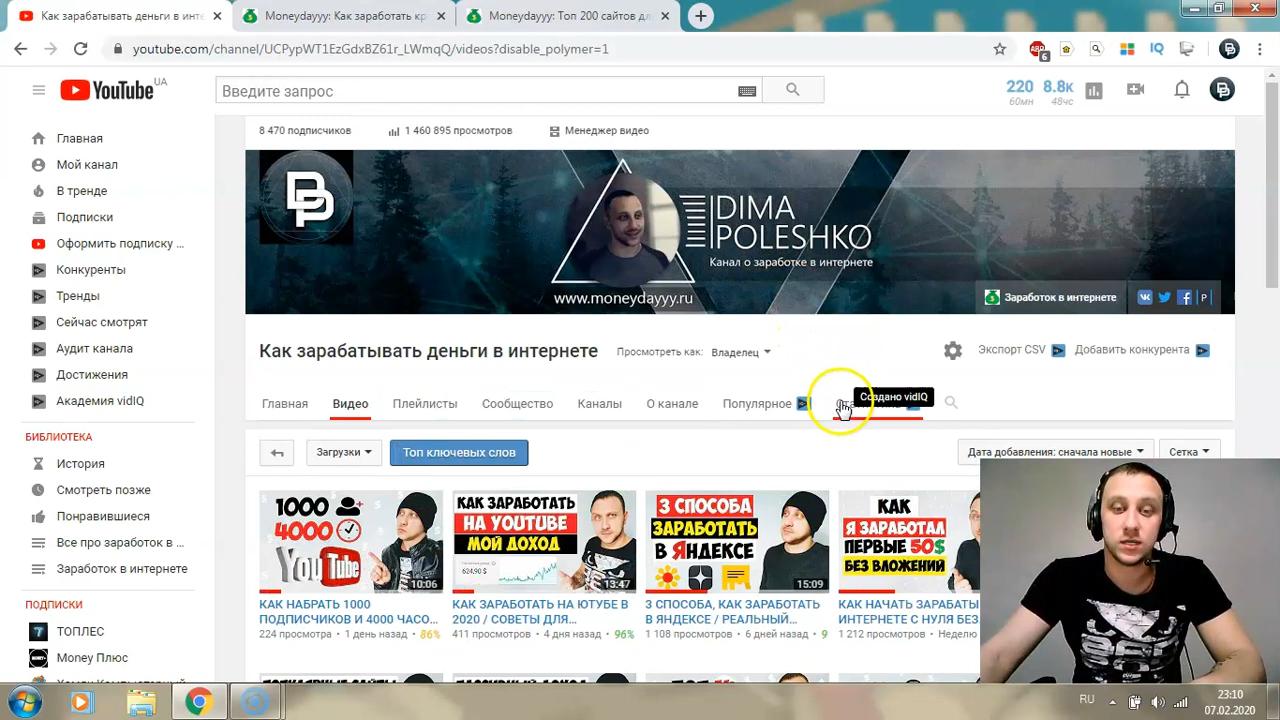 Как зарабатывать деньги в инте
Moneydayyy: Как заработать кр
Moneydayyy: Топ 200 сайтов дл
youtube.com/channel/UCPypWT1EzGdxBZ61r_LWmqQ/videos?disable_polymer=1
6
IQ
YouTube UA
Введите запрос
220 8.8к
60мн 48чс
8 470 подписчиков
1 460 895 просмотров
Менеджер видео
Главная
Мой канал
В тренде
Подписки
Оформить подписку ...
Конкуренты
Тренды
Сейчас смотрят
Аудит канала
Достижения
Академия vidIQ
БИБЛИОТЕКА
История
Смотреть позже
Понравившиеся
Все про заработок в ...
Заработок в интернете
ПОДПИСКИ
ТОПЛЕС
Money Плюс
DIMA
POLESHKO
Канал о заработке в интернете
www.moneydayyy.ru
Заработок в интернете
Как зарабатывать деньги в интернете
Просмотреть как: Владелец
Экспорт CSV
Добавить конкурента
Главная Видео Плейлисты Сообщество Каналы О канале Популярное
Создано vidIQ
Загрузки
Топ ключевых слов
Дата добавления: сначала новые
Сетка
1000
4000
YouTube
10:06
КАК НАБРАТЬ 1000
ПОДПИСЧИКОВ И 4000 ЧАСО...
224 просмотра • 1 день назад 86%
КАК ЗАРАБОТАТЬ
НА YOUTUBE
МОЙ ДОХОД
13:47
КАК ЗАРАБОТАТЬ НА ЮТУБЕ В
2020 / СОВЕТЫ ДЛЯ...
411 просмотров • 4 дня назад 96%
3 СПОСОБА
ЗАРАБОТАТЬ
В ЯНДЕКСЕ
15:09
3 СПОСОБА, КАК ЗАРАБОТАТЬ
В ЯНДЕКСЕ / РЕАЛЬНЫЙ...
1 108 просмотров • 6 дней назад 9
КАК
Я ЗАРАБОТАЛ
ПЕРВЫЕ 50$
БЕЗ ВЛОЖЕНИЙ
КАК НАЧАТЬ ЗАРАБАТЫ
ИНТЕРНЕТЕ С НУЛЯ БЕЗ
1 212 просмотров • Неделю
RU
23:10
07.02.2020